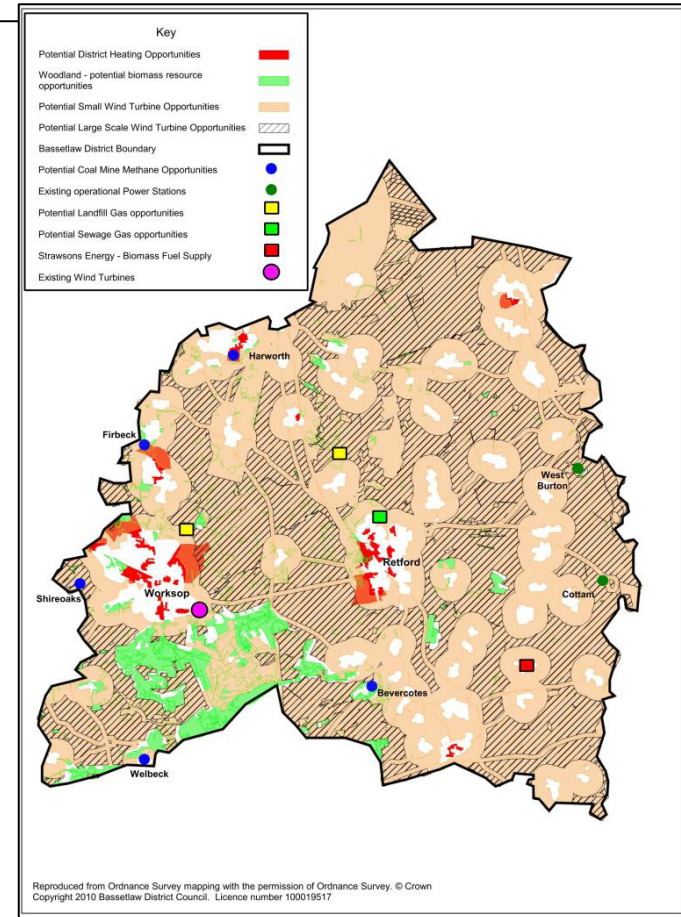 Key
Potential District Heating Opportunities
Woodland - potential biomass resource
opportunities
Potential Small Wind Turbine Opportunities
Potential Large Scale Wind Turbine Opportunities
Bassetlaw District Boundary
Potential Coal Mine Methane Opportunities
Existing operational Power Stations
Potential Landfill Gas opportunities
Potential Sewage Gas opportunities
Strawsons Energy - Biomass Fuel Supply
Existing Wind Turbines
Harworth
Firbeck
West
Burton
Retford
Worksop
Shireoaks
Cottam
Bevercotes
Welbeck
Reproduced from Ordnance Survey mapping with the permission of Ordnance Survey. © Crown
Copyright 2010 Bassetlaw District Council.  Licence number 100019517